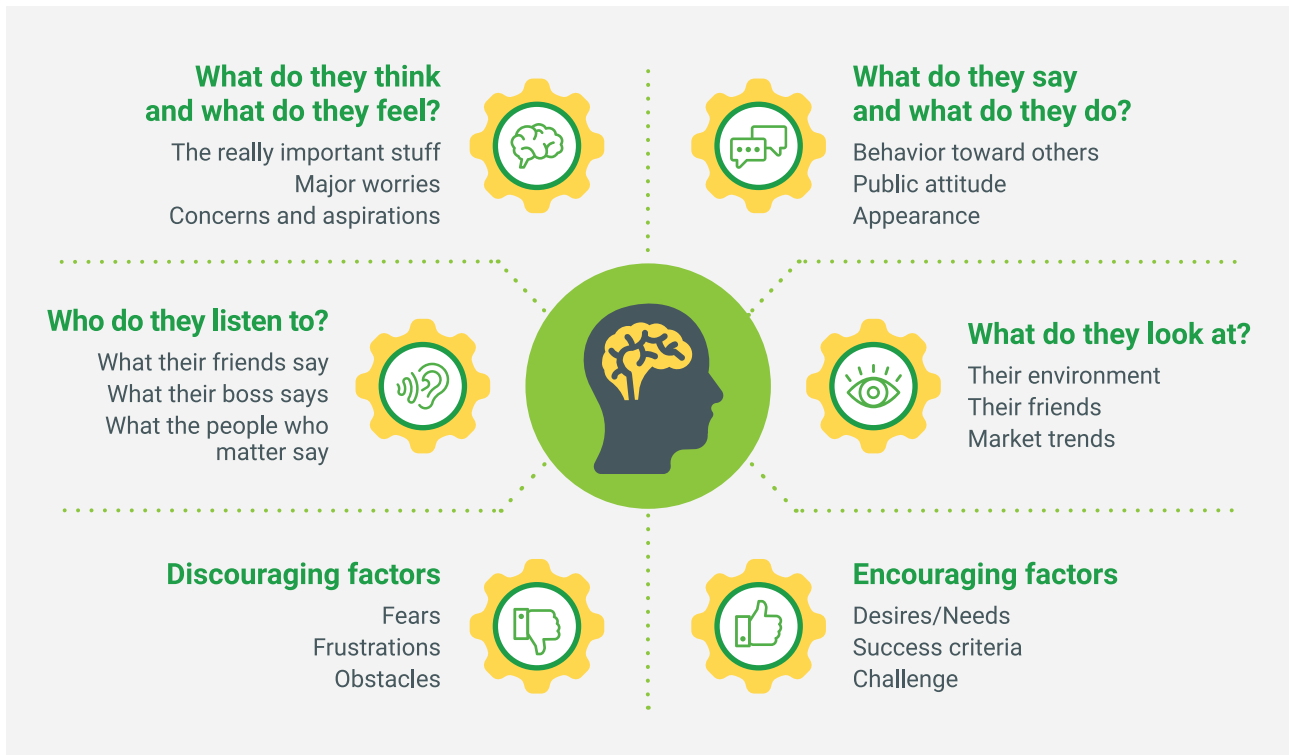 What do they think
and what do they feel?
The really important stuff
Major worries
Concerns and aspirations
What do they say
and what do they do?
Behavior toward others
Public attitude
Appearance
Who do they listen to?
What their friends say
What their boss says
What the people who
matter say
What do they look at?
Their environment
Their friends
Market trends
Discouraging factors
Fears
Frustrations
Obstacles
Encouraging factors
Desires/Needs
Success criteria
Challenge